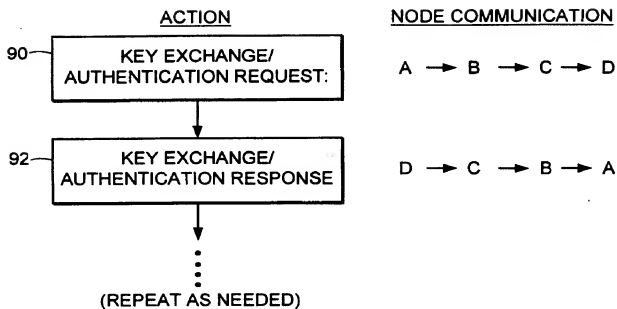 ACTION NODE COMMUNICATION
90 KEY EXCHANGE/
AUTHENTICATION REQUEST:
A → B → C → D
92 KEY EXCHANGE/
AUTHENTICATION RESPONSE
D → C → B → A
(REPEAT AS NEEDED)